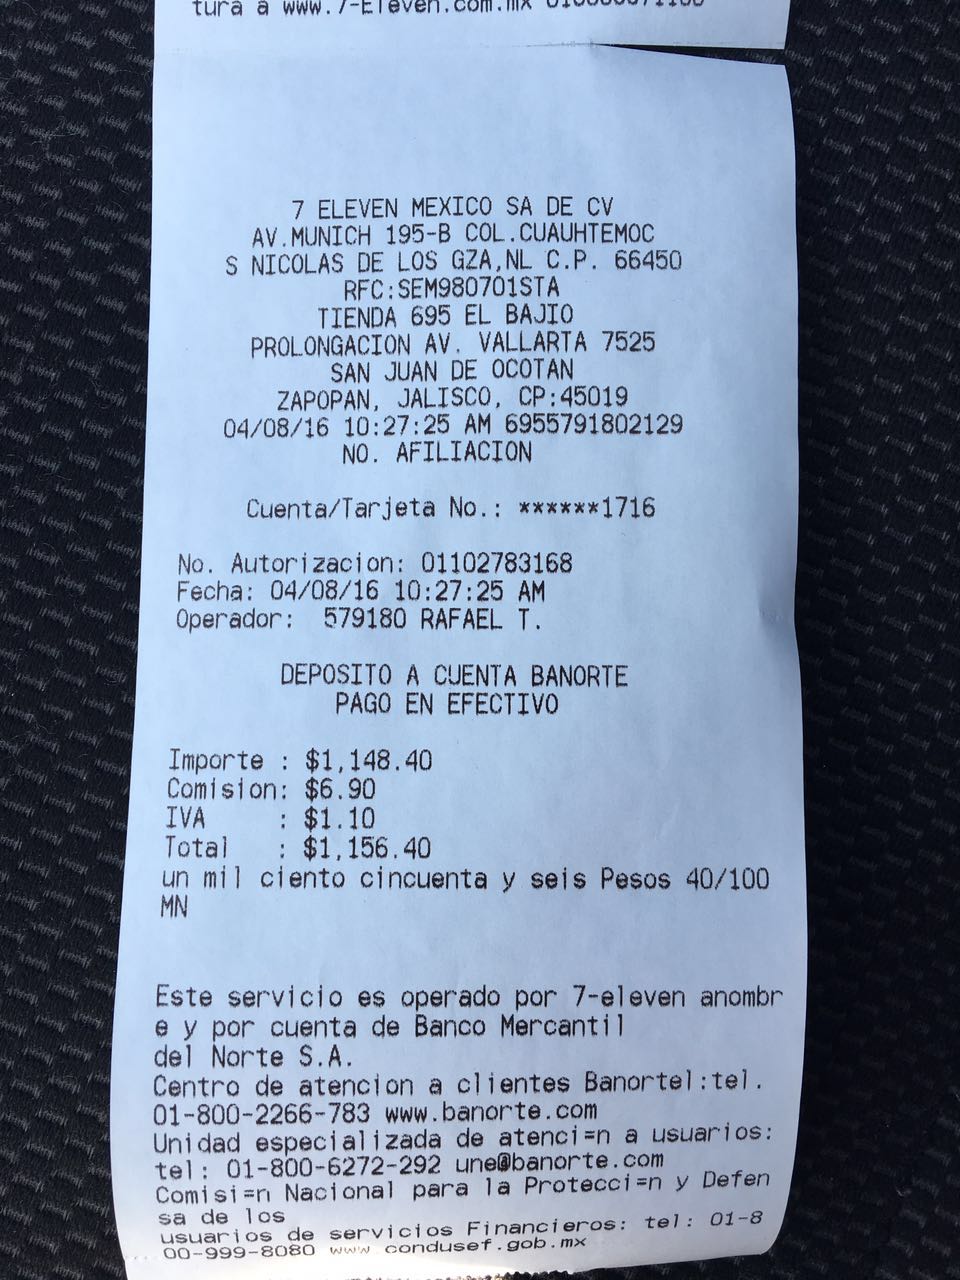 tura a www.7-Eleven.com.mx
7 ELEVEN MEXICO SA DE CV
AV.MUNICH 195-B COL.CUAUHTEMOC
S NICOLAS DE LOS GZA,NL C.P. 66450
RFC:SEM980701STA
TIENDA 695 EL BAJIO
PROLONGACION AV. VALLARTA 7525
SAN JUAN DE OCOTAN
ZAPOPAN, JALISCO, CP:45019
04/08/16 10:27:25 AM 6955791802129
NO. AFILIACION
Cuenta/Tarjeta No.: ******1716
No. Autorizacion: 01102783168
Fecha: 04/08/16 10:27:25 AM
Operador: 579180 RAFAEL T.
DEPOSITO A CUENTA BANORTE
PAGO EN EFECTIVO
Importe : $1,148.40
Comision: $6.90
IVA : $1.10
Total : $1,156.40
un mil ciento cincuenta y seis Pesos 40/100
MN
Este servicio es operado por 7-eleven anombr
e y por cuenta de Banco Mercantil
del Norte S.A.
Centro de atencion a clientes Banortel:tel.
01-800-2266-783 www.banorte.com
Unidad especializada de atenci=n a usuarios:
tel: 01-800-6272-292 une@banorte.com
Comisi=n Nacional para la Protecci=n y Defen
sa de los
usuarios de servicios Financieros: tel: 01-8
00-999-8080 www condusef.gob.mx